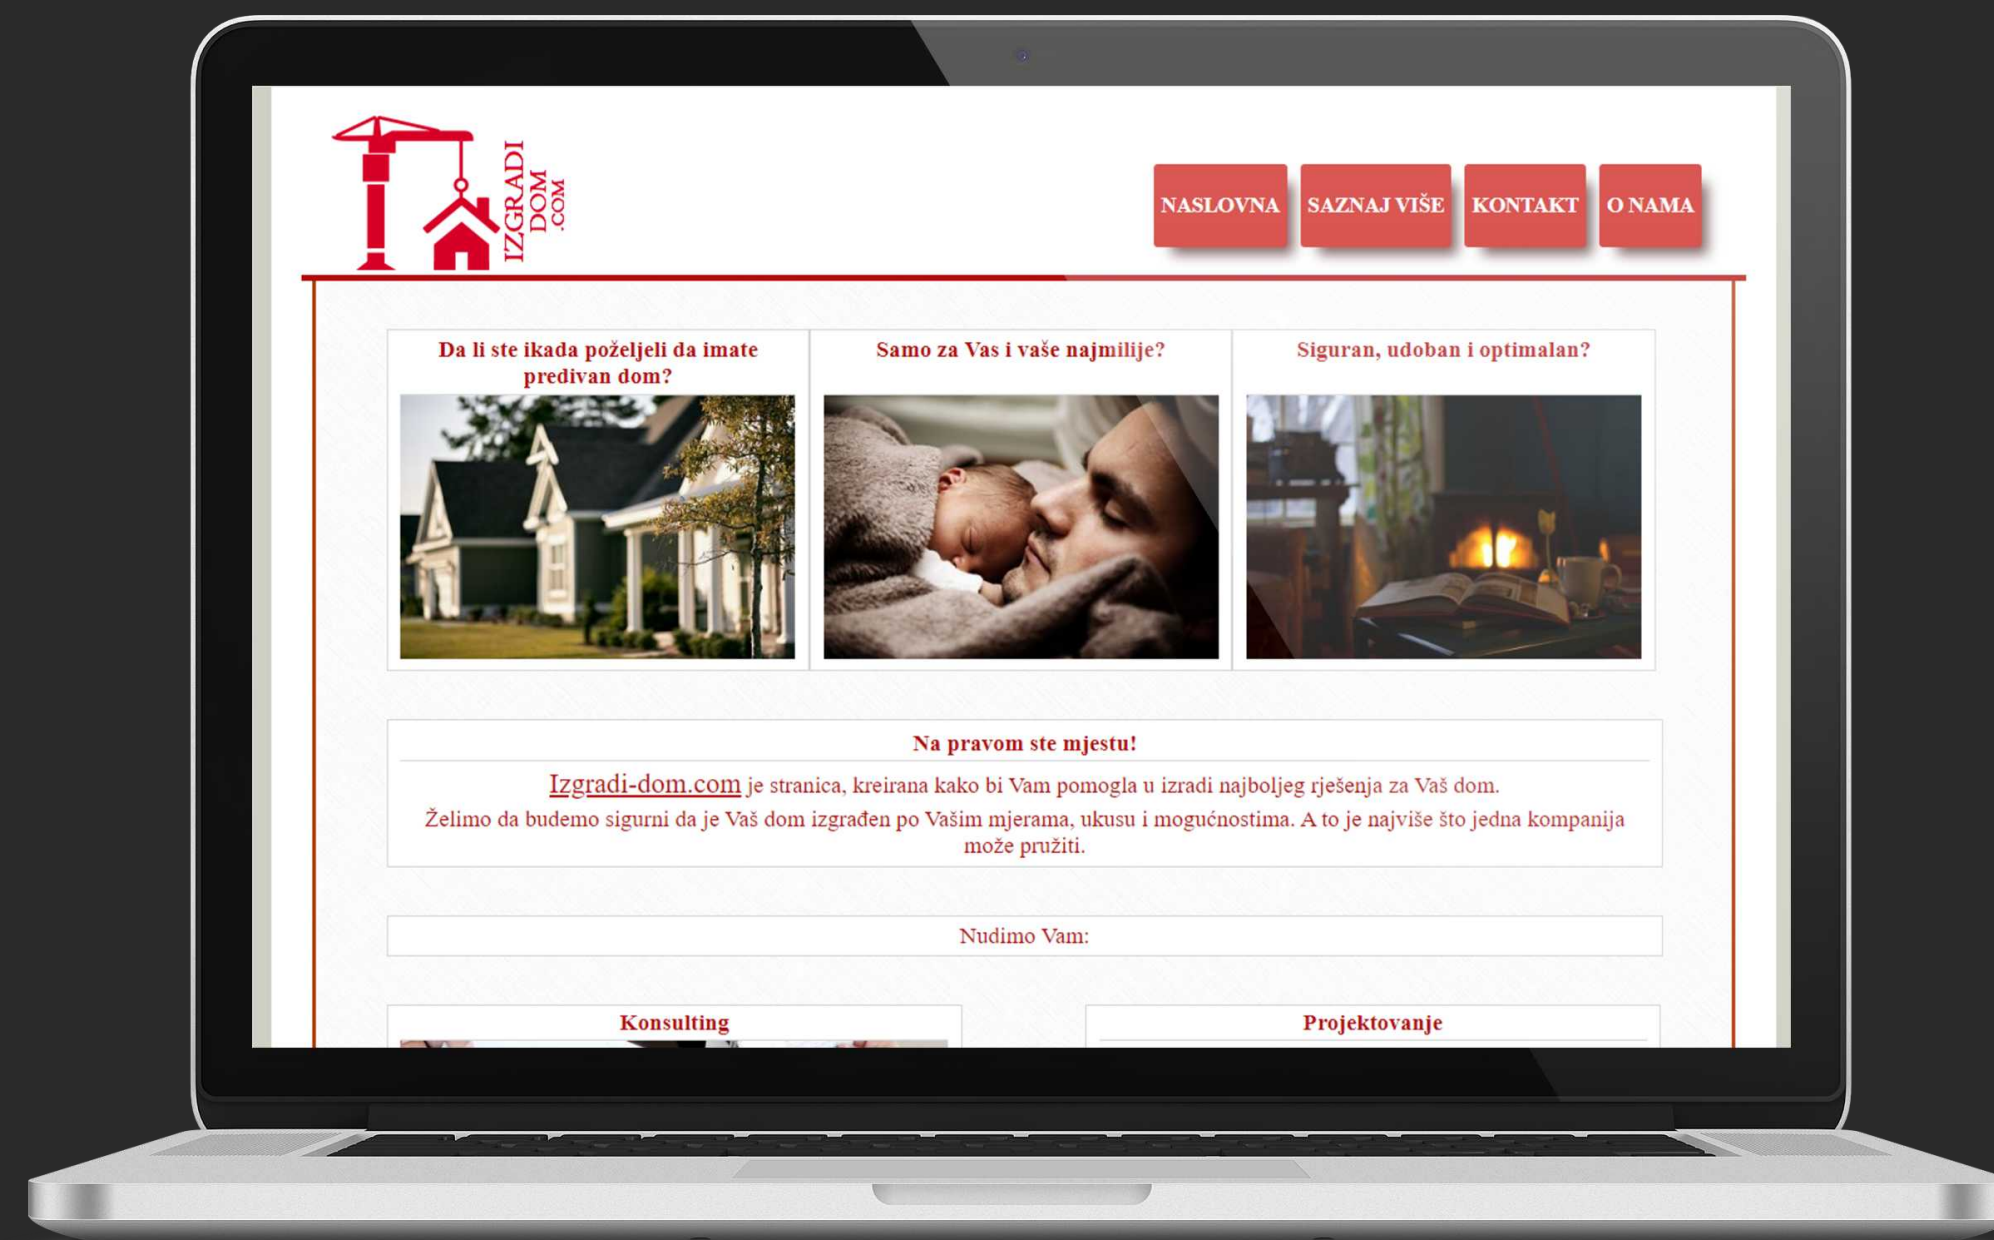 IZGRADI
DOM
.COM
NASLOVNA
SAZNAJ VIŠE
KONTAKT
O NAMA
Da li ste ikada poželjeli da imate
predivan dom?
Samo za Vas i vaše najmilije?
Siguran, udoban i optimalan?
Na pravom ste mjestu!
Izgradi-dom.com je stranica, kreirana kako bi Vam pomogla u izradi najboljeg rješenja za Vaš dom.
Želimo da budemo sigurni da je Vaš dom izgrađen po Vašim mjerama, ukusu i mogućnostima. A to je najviše što jedna kompanija
može pružiti.
Nudimo Vam:
Konsulting
Projektovanje